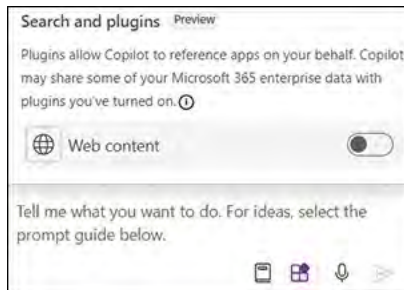 Search and plugins Preview
Plugins allow Copilot to reference apps on your behalf. Copilot
may share some of your Microsoft 365 enterprise data with
plugins you've turned on.
Web content
Tell me what you want to do. For ideas, select the
prompt guide below.